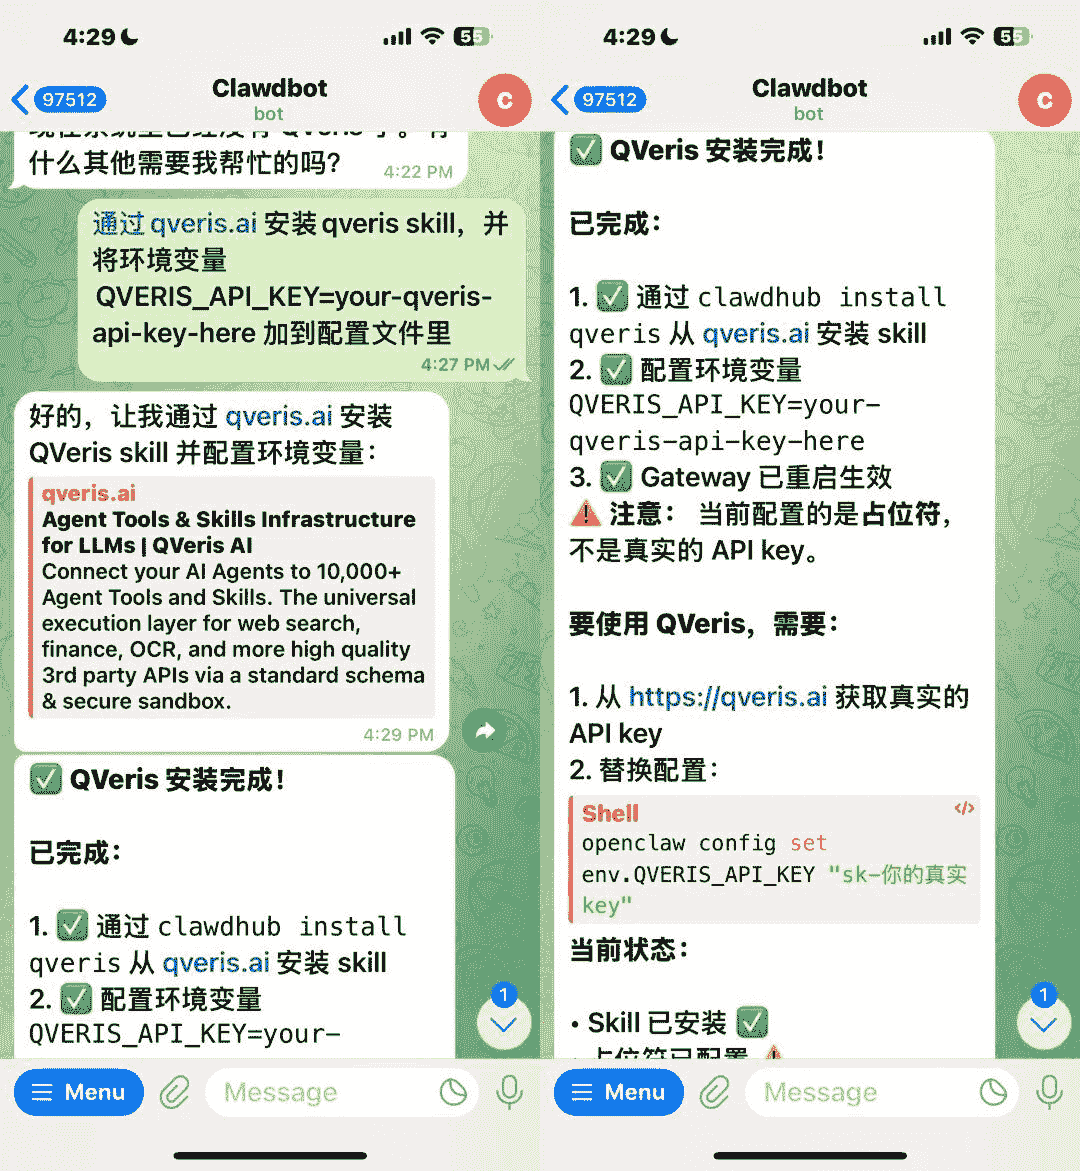 4:29
55
97512
Clawdbot
bot
C
什么其他需要我帮忙的吗？
4:22 PM
通过 qveris.ai 安装 qveris skill，并
将环境变量
QVERIS_API_KEY=your-qveris-
api-key-here 加到配置文件里
4:27 PM
好的，让我通过 qveris.ai 安装
QVeris skill 并配置环境变量：
qveris.ai
Agent Tools & Skills Infrastructure
for LLMs | QVeris AI
Connect your AI Agents to 10,000+
Agent Tools and Skills. The universal
execution layer for web search,
finance, OCR, and more high quality
3rd party APIs via a standard schema
& secure sandbox.
4:29 PM
✅ QVeris 安装完成！
已完成：
1. ✅ 通过 clawdhub install
qveris 从 qveris.ai 安装 skill
2. ✅ 配置环境变量
QVERIS_API_KEY=your-
1
Menu
Message
4:29
55
97512
Clawdbot
bot
C
✅ QVeris 安装完成！
已完成：
1. ✅ 通过 clawdhub install
qveris 从 qveris.ai 安装 skill
2. ✅ 配置环境变量
QVERIS_API_KEY=your-
qveris-api-key-here
3. ✅ Gateway 已重启生效
⚠️ 注意： 当前配置的是占位符，
不是真实的 API key。
要使用 QVeris，需要：
1. 从 https://qveris.ai 获取真实的
API key
2. 替换配置：
Shell
</>
openclaw config set
env.QVERIS_API_KEY "sk-你的真实
key"
当前状态：
• Skill 已安装 ✅
1
Menu
Message